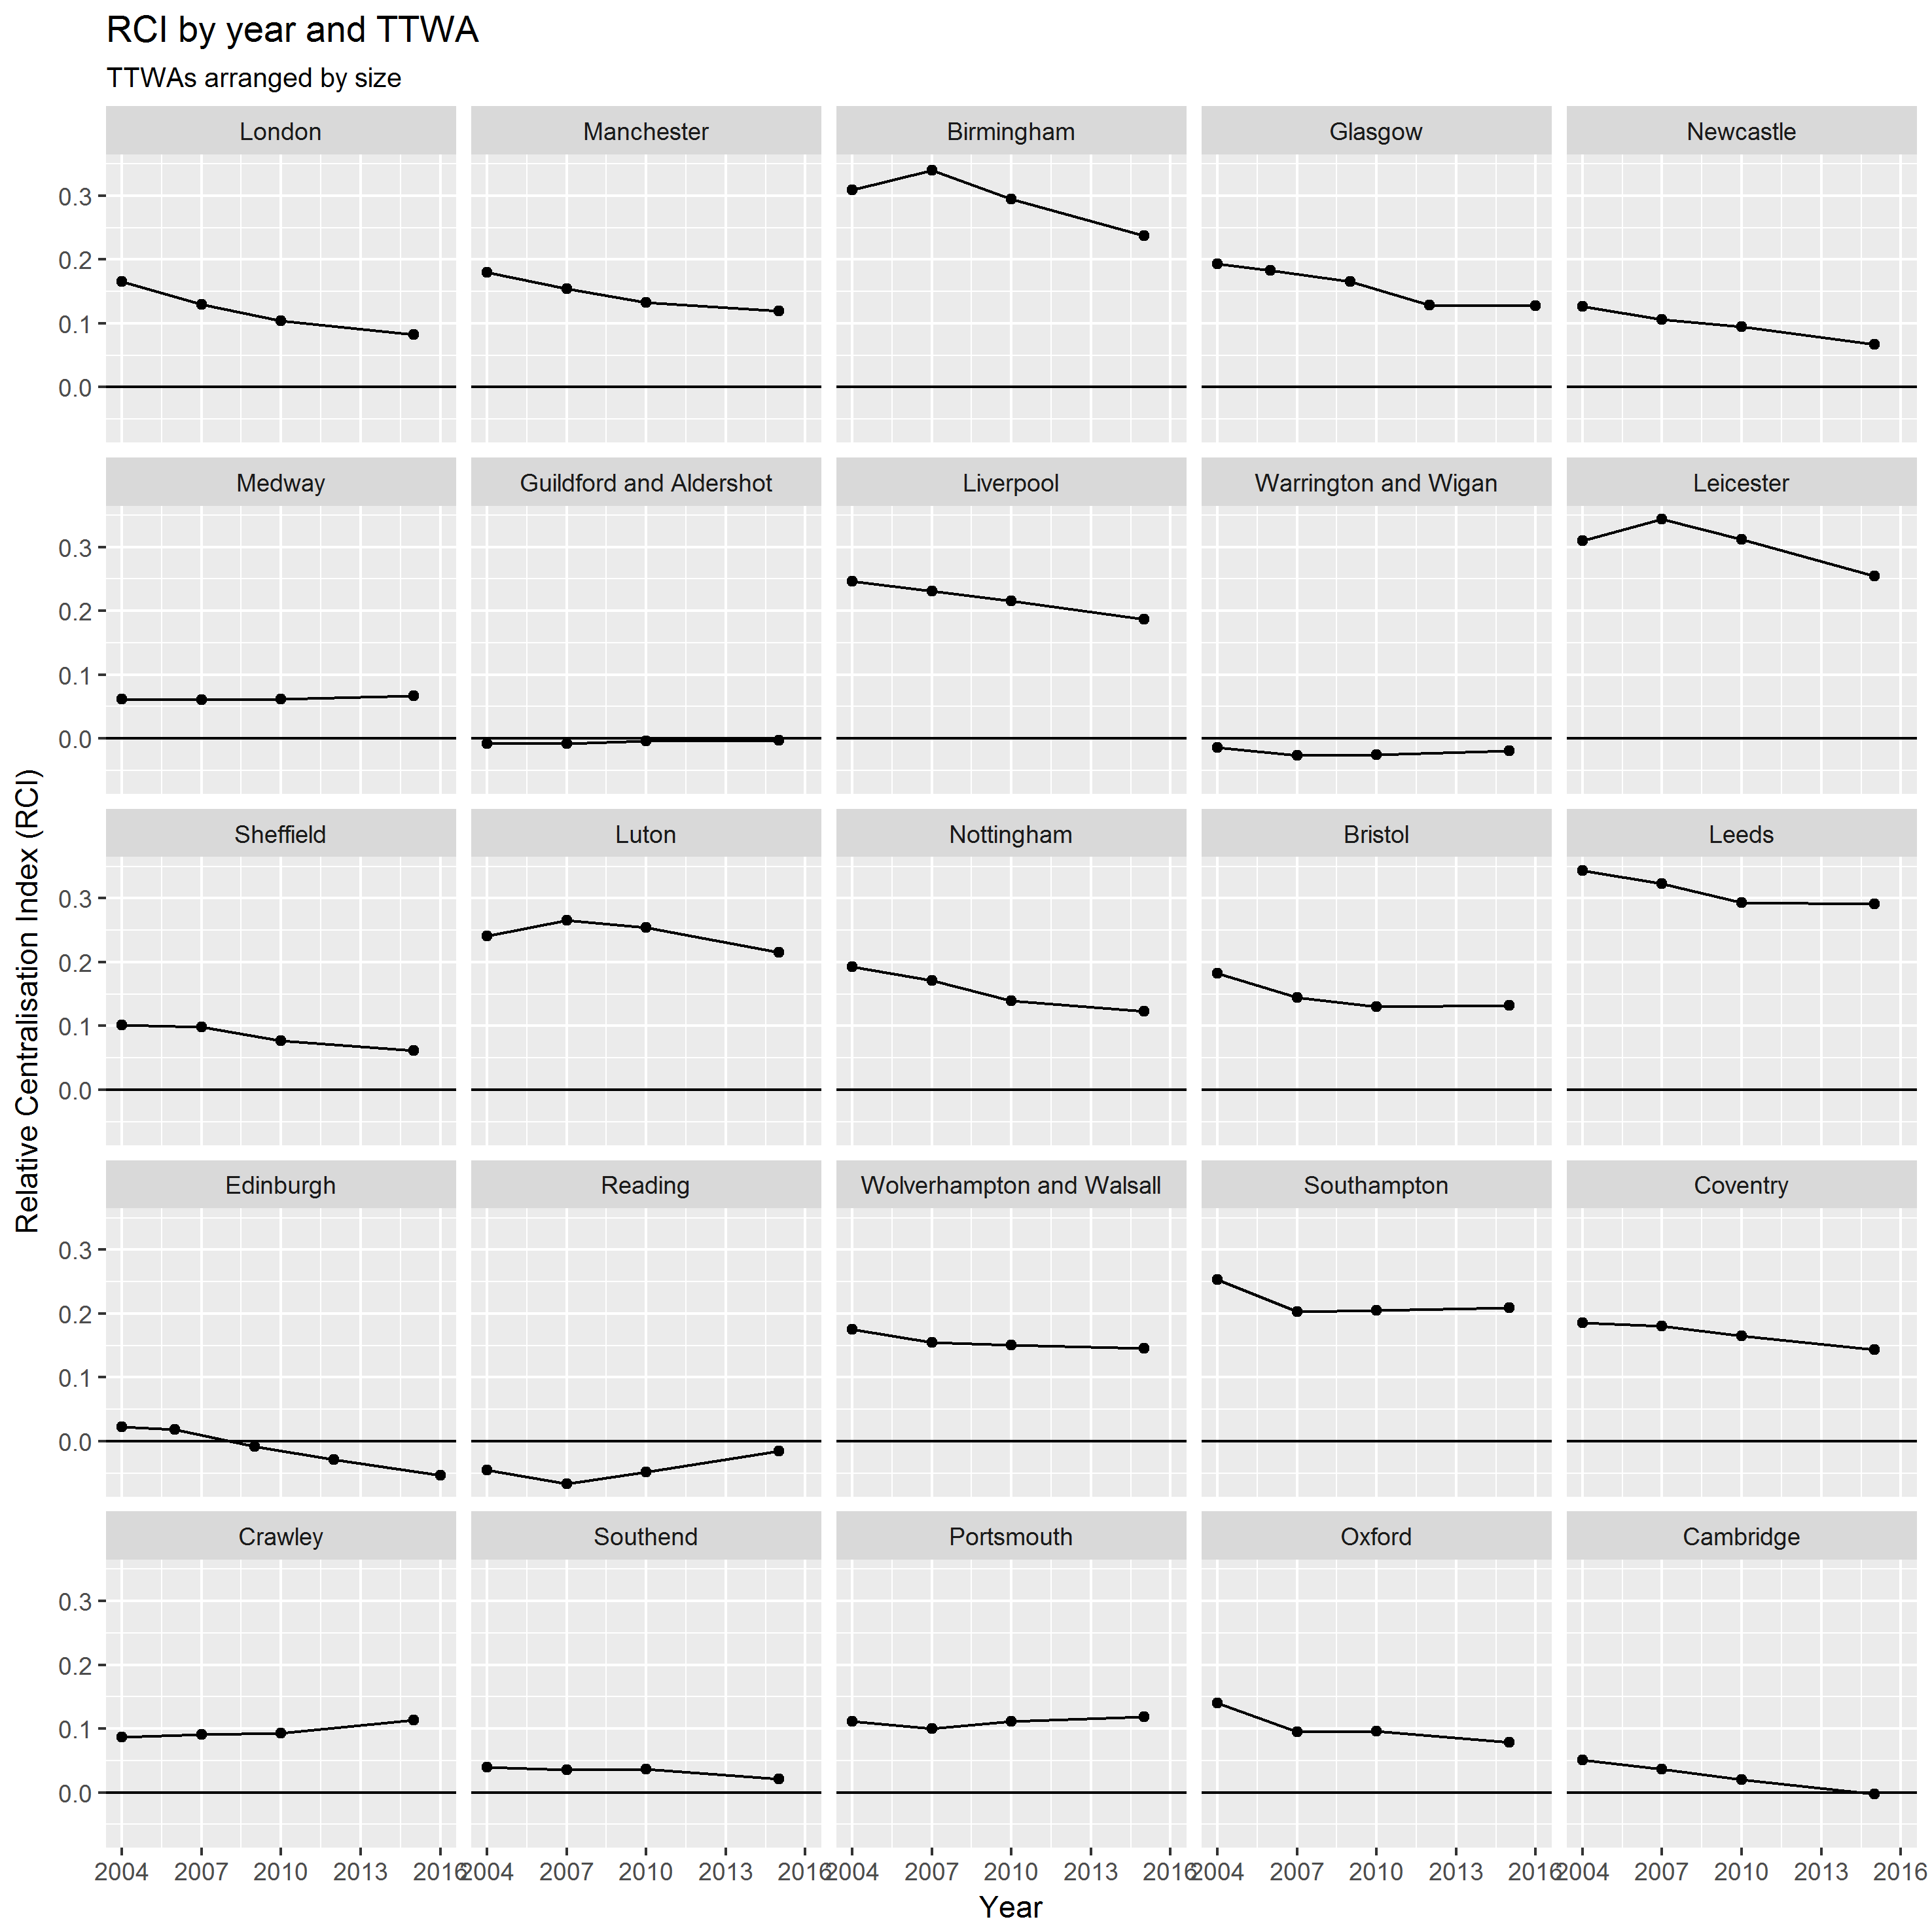 RCI by year and TTWA
TTWAs arranged by size
London Manchester Birmingham Glasgow Newcastle
0.3
0.2
0.1
0.0
Medway Guildford and Aldershot Liverpool Warrington and Wigan Leicester
0.3
0.2
0.1
0.0
Relative Centralisation Index (RCI)
Sheffield Luton Nottingham Bristol Leeds
0.3
0.2
0.1
0.0
Edinburgh Reading Wolverhampton and Walsall Southampton Coventry
0.3
0.2
0.1
0.0
Crawley Southend Portsmouth Oxford Cambridge
0.3
0.2
0.1
0.0
2004 2007 2010 2013 2016 2004 2007 2010 2013 2016 2004 2007 2010 2013 2016 2004 2007 2010 2013 2016 2004 2007 2010 2013 2016
Year